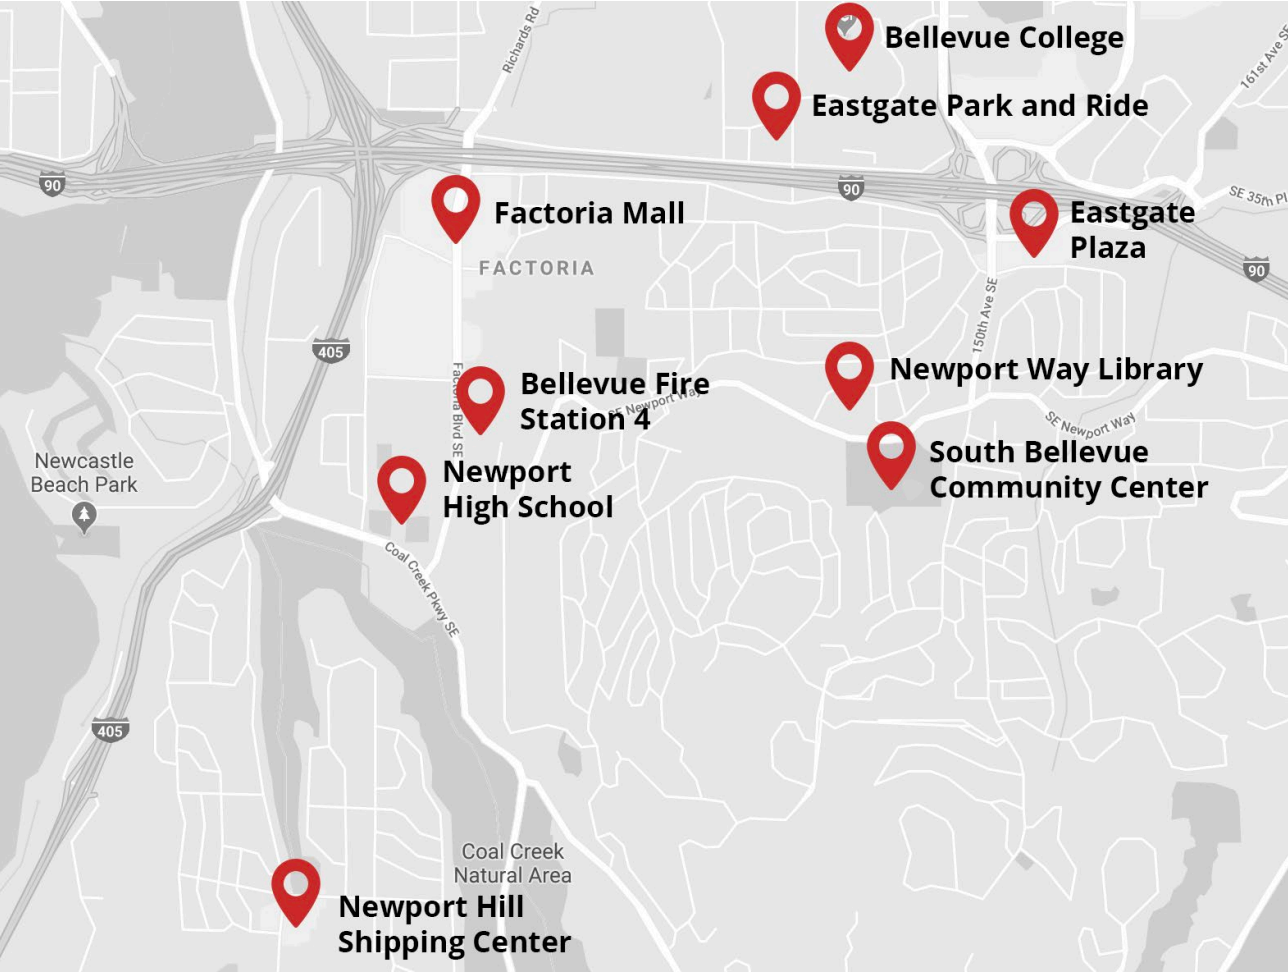 Richards Rd
Bellevue College
161st Ave SE
Eastgate Park and Ride
90
90
SE 35th Pl
Factoria Mall
Eastgate
Plaza
FACTORIA
90
150th Ave SE
405
Newport Way Library
Factoria Blvd SE
Bellevue Fire
Station 4
SE Newport Way
SE Newport Way
Newcastle
Beach Park
South Bellevue
Community Center
Newport
High School
Coal Creek Pkwy SE
405
Coal Creek
Natural Area
Newport Hill
Shipping Center